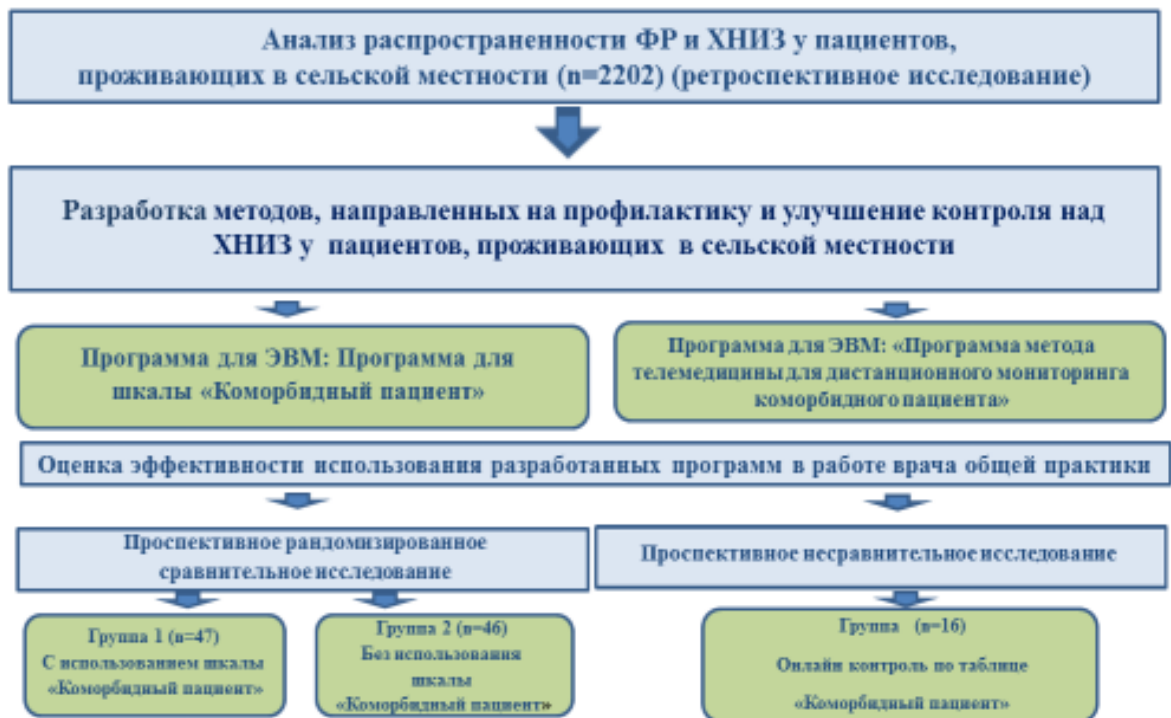 Анализ распространенности ФР и ХНИЗ у пациентов,
проживающих в сельской местности (n=2202) (ретроспективное исследование)
Разработка методов, направленных на профилактику и улучшение контроля над
ХНИЗ у пациентов, проживающих в сельской местности
Программа для ЭВМ: Программа для
шкалы «Коморбидный пациент»
Программа для ЭВМ: «Программа метода
телемедицины для дистанционного мониторинга
коморбидного пациента»
Оценка эффективности использования разработанных программ в работе врача общей практики
Проспективное рандомизированное
сравнительное исследование
Проспективное несравнительное исследование
Группа 1 (n=47)
С использованием шкалы
«Коморбидный пациент»
Группа 2 (n=46)
Без использования
шкалы
«Коморбидный пациент»
Группа (n=16)
Онлайн контроль по таблице
«Коморбидный пациент»